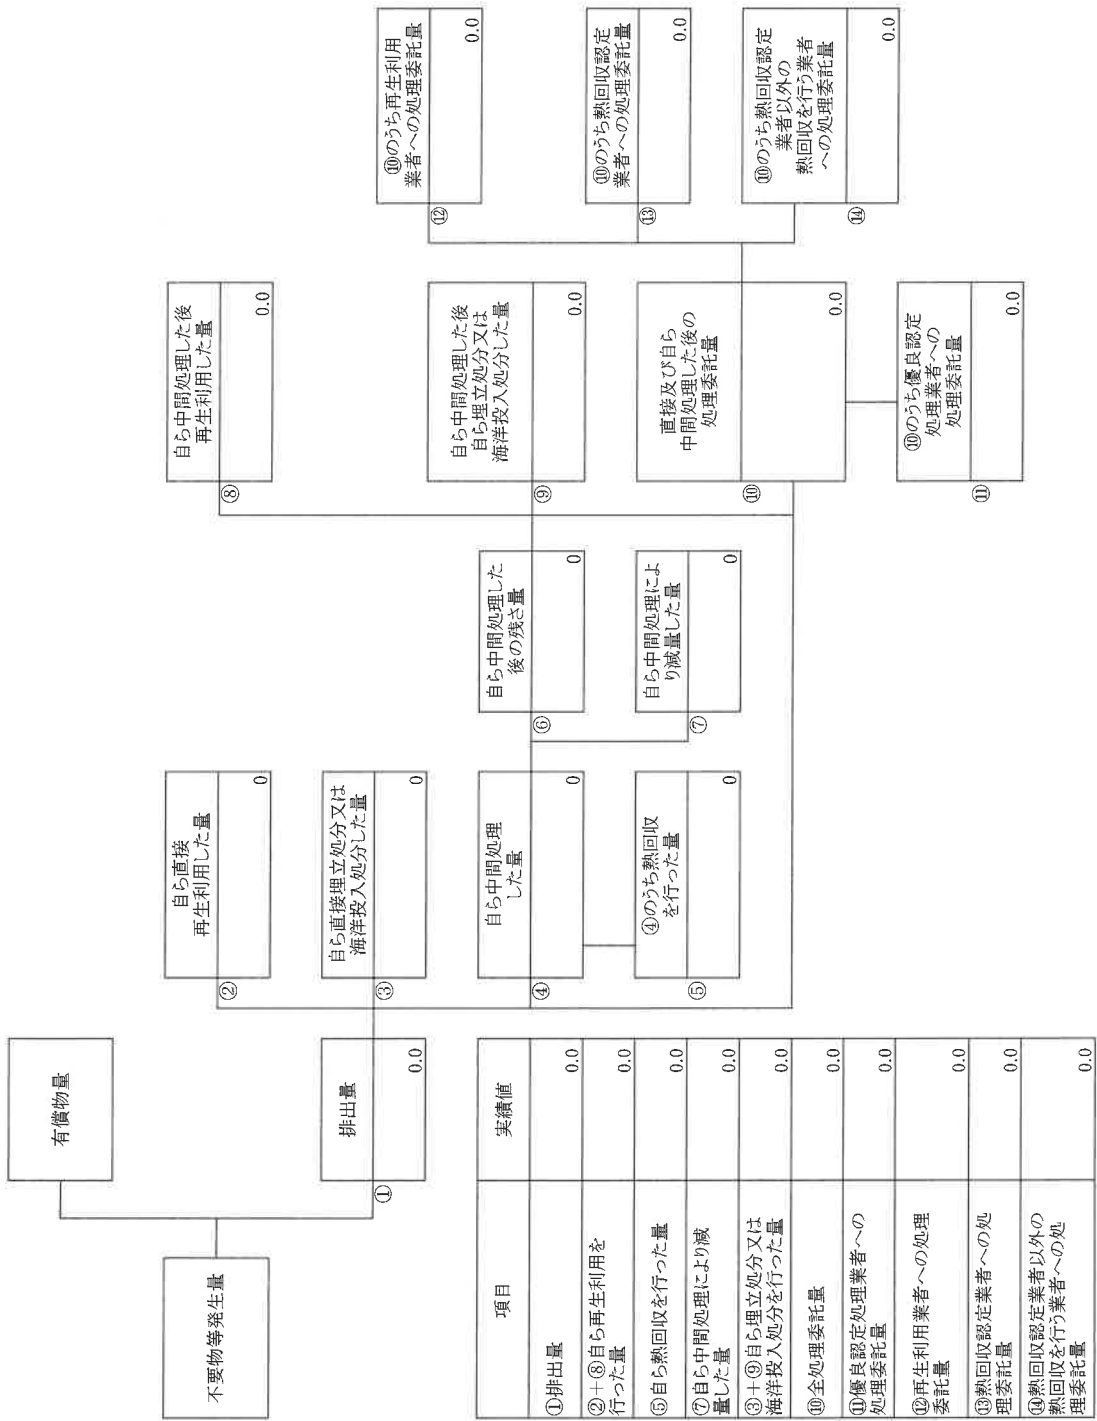 不要物等発生量
有償物量
①
排出量
0.0
②
自ら直接
再生利用した量
0
③
自ら直接埋立処分又は
海洋投入処分した量
0
④
自ら中間処理
した量
0
⑤
④のうち熱回収
を行った量
0
⑥
自ら中間処理した
後の残さ量
0
⑦
自ら中間処理によ
り減量した量
0
⑧
自ら中間処理した後
再生利用した量
0.0
⑨
自ら中間処理した後
自ら埋立処分又は
海洋投入処分した量
0.0
⑩
直接及び自ら
中間処理した後の
処理委託量
0.0
⑪
⑩のうち優良認定
処理業者への
処理委託量
0.0
⑫
⑩のうち再生利用
業者への処理委託量
0.0
⑬
⑩のうち熱回収認定
業者への処理委託量
0.0
⑭
⑩のうち熱回収認定
業者以外の
熱回収を行う業者
への処理委託量
0.0
項目 実績値
①排出量 0.0
②+⑧自ら再生利用を
行った量 0.0
⑤自ら熱回収を行った量 0.0
⑦自ら中間処理により減
量した量 0.0
③+⑨自ら埋立処分又は
海洋投入処分を行った量 0.0
⑩全処理委託量 0.0
⑪優良認定処理業者への
処理委託量 0.0
⑫再生利用業者への処理
委託量 0.0
⑬熱回収認定業者への処
理委託量 0.0
⑭熱回収認定業者以外の
熱回収を行う業者への処
理委託量 0.0